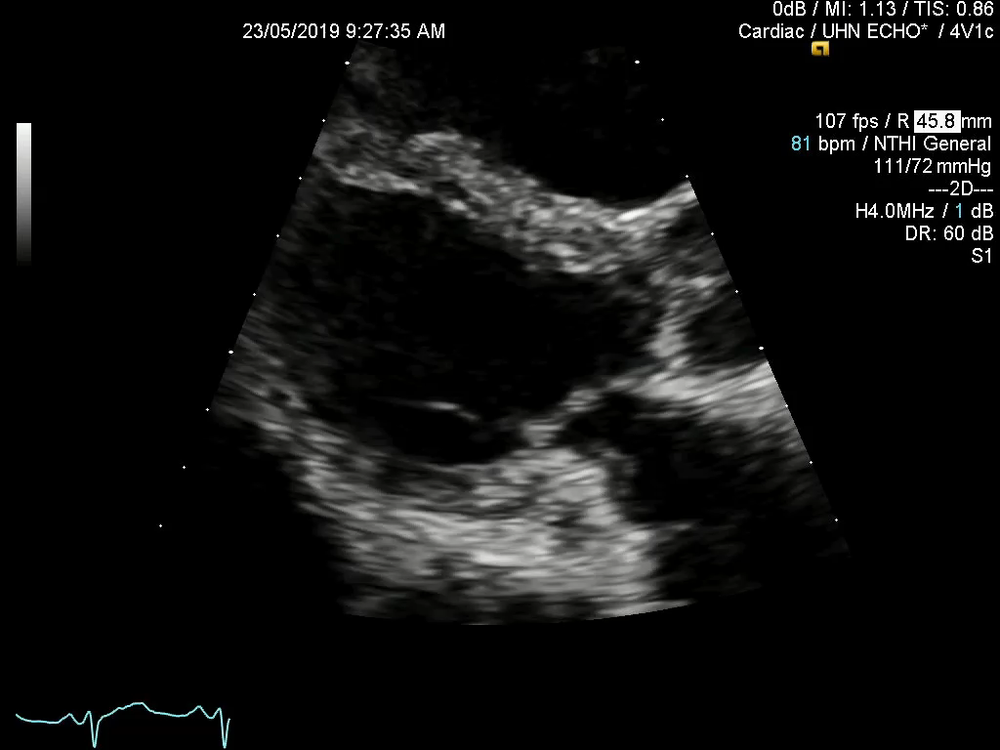 0dB / MI: 1.13 / TIS: 0.86
23/05/2019 9:27:35 AM
Cardiac / UHN ECHO* / 4V1c
107 fps / R 45.8 mm
81 bpm / NTHI General
111/72 mmHg
---2D---
H4.0MHz / 1 dB
DR: 60 dB
S1